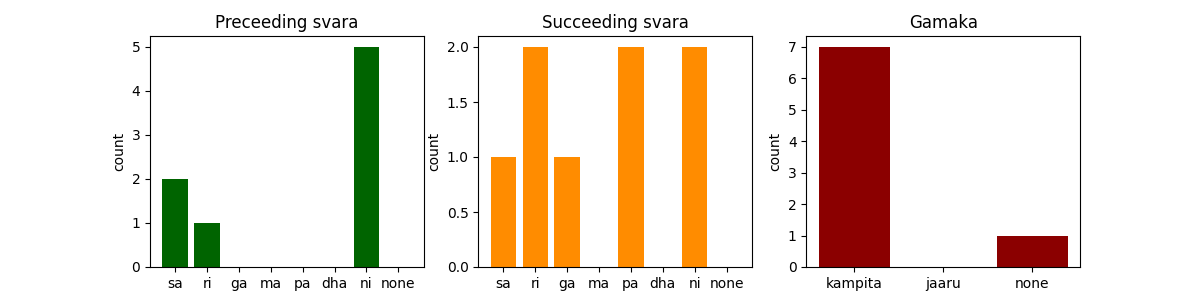 Preceeding svara
count
5
4
3
2
1
0
sa ri ga ma pa dha ni none
Succeeding svara
count
2.0
1.5
1.0
0.5
0.0
sa ri ga ma pa dha ni none
Gamaka
count
7
6
5
4
3
2
1
0
kampita jaaru none